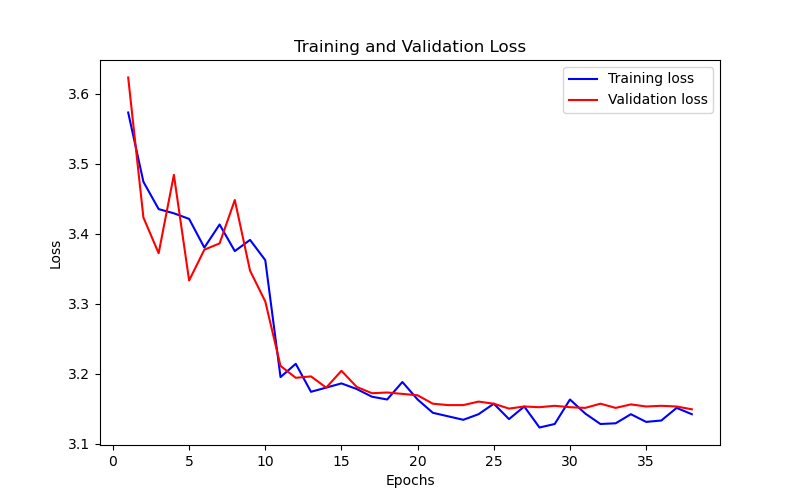 Training and Validation Loss
Training loss
Validation loss
3.6
3.5
3.4
3.3
3.2
3.1
Loss
0 5 10 15 20 25 30 35
Epochs